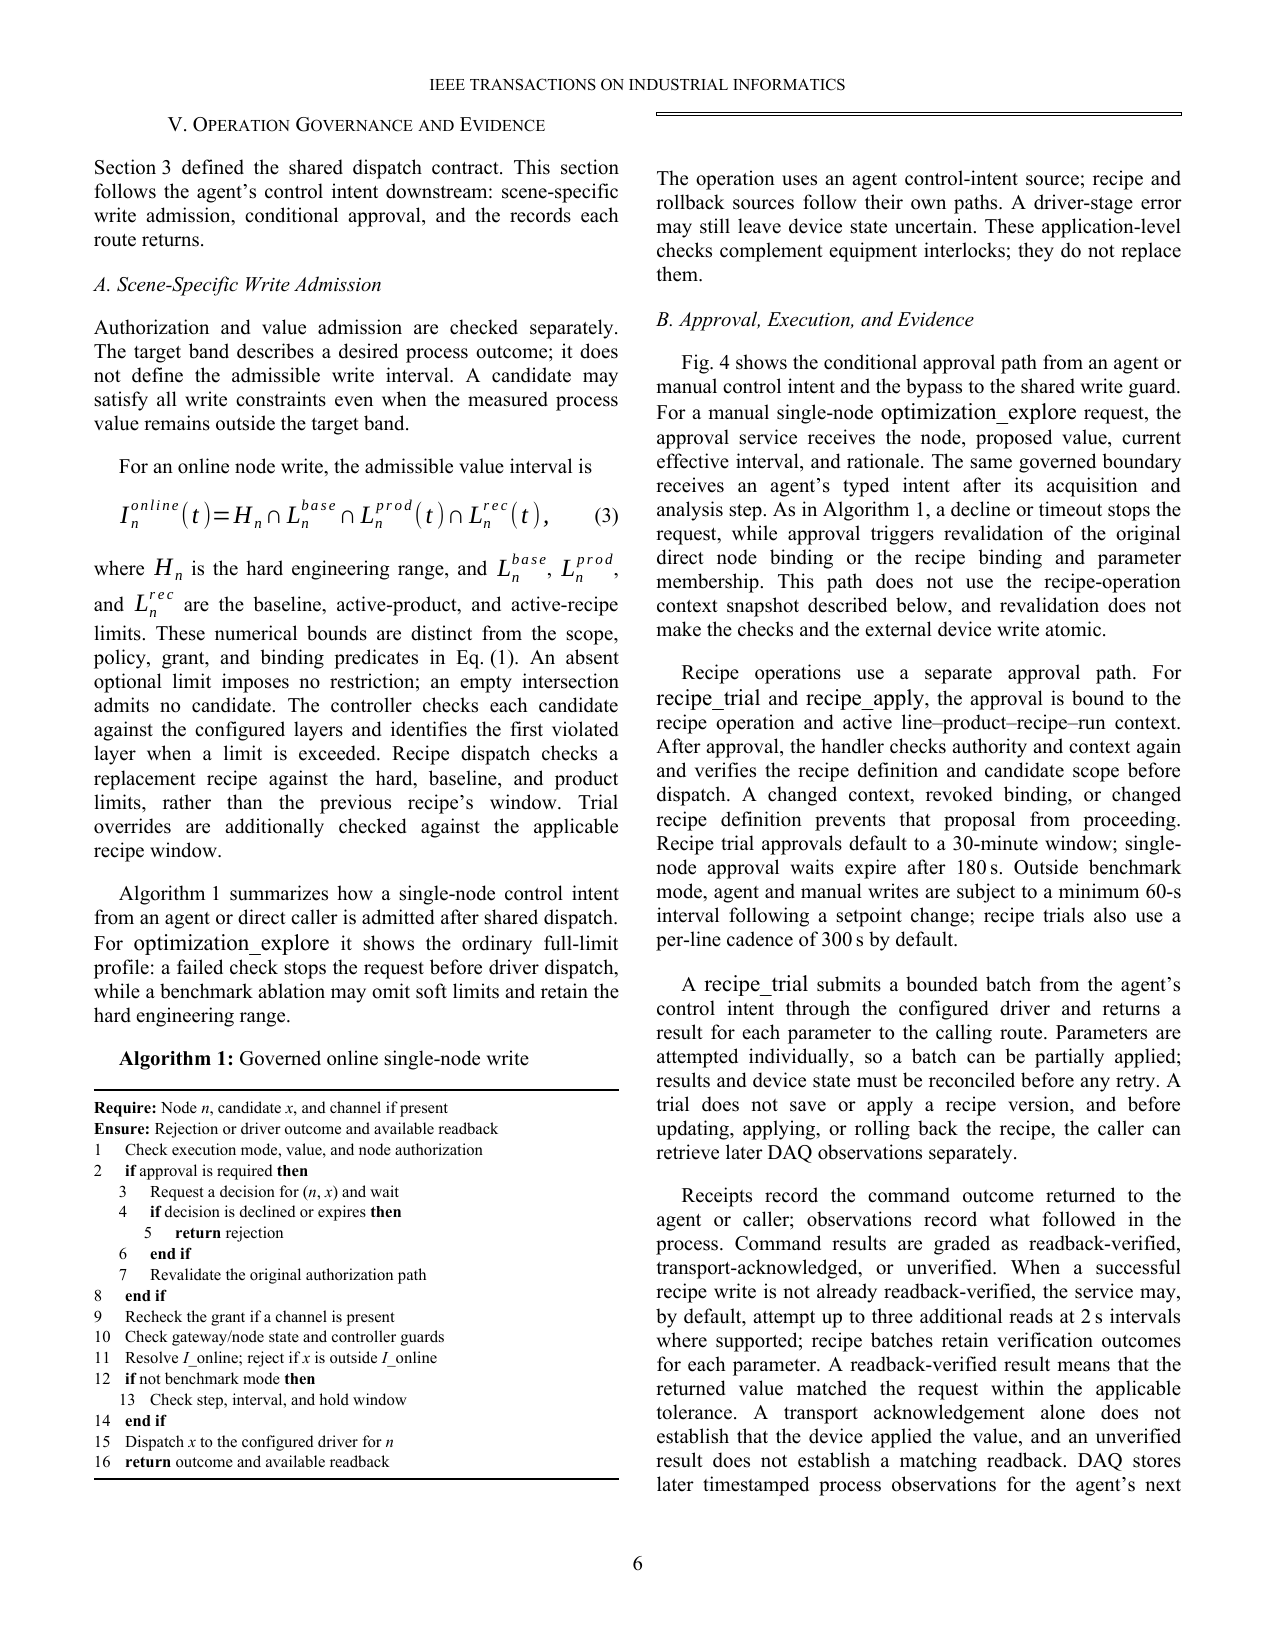 IEEE TRANSACTIONS ON INDUSTRIAL INFORMATICS
V. OPERATION GOVERNANCE AND EVIDENCE
Section 3 defined the shared dispatch contract. This section
follows the agent’s control intent downstream: scene-specific
write admission, conditional approval, and the records each
route returns.
A. Scene-Specific Write Admission
Authorization and value admission are checked separately.
The target band describes a desired process outcome; it does
not define the admissible write interval. A candidate may
satisfy all write constraints even when the measured process
value remains outside the target band.
For an online node write, the admissible value interval is
I_n^{online}(t)=H_n∩L_n^{base}∩L_n^{prod}(t)∩L_n^{rec}(t), (3)
where H_n is the hard engineering range, and L_n^{base}, L_n^{prod},
and L_n^{rec} are the baseline, active-product, and active-recipe
limits. These numerical bounds are distinct from the scope,
policy, grant, and binding predicates in Eq. (1). An absent
optional limit imposes no restriction; an empty intersection
admits no candidate. The controller checks each candidate
against the configured layers and identifies the first violated
layer when a limit is exceeded. Recipe dispatch checks a
replacement recipe against the hard, baseline, and product
limits, rather than the previous recipe’s window. Trial
overrides are additionally checked against the applicable
recipe window.
Algorithm 1 summarizes how a single-node control intent
from an agent or direct caller is admitted after shared dispatch.
For optimization_explore it shows the ordinary full-limit
profile: a failed check stops the request before driver dispatch,
while a benchmark ablation may omit soft limits and retain the
hard engineering range.
Algorithm 1: Governed online single-node write
Require: Node n, candidate x, and channel if present
Ensure: Rejection or driver outcome and available readback
1 Check execution mode, value, and node authorization
2 if approval is required then
3 Request a decision for (n, x) and wait
4 if decision is declined or expires then
5 return rejection
6 end if
7 Revalidate the original authorization path
8 end if
9 Recheck the grant if a channel is present
10 Check gateway/node state and controller guards
11 Resolve I_online; reject if x is outside I_online
12 if not benchmark mode then
13 Check step, interval, and hold window
14 end if
15 Dispatch x to the configured driver for n
16 return outcome and available readback
The operation uses an agent control-intent source; recipe and
rollback sources follow their own paths. A driver-stage error
may still leave device state uncertain. These application-level
checks complement equipment interlocks; they do not replace
them.
B. Approval, Execution, and Evidence
Fig. 4 shows the conditional approval path from an agent or
manual control intent and the bypass to the shared write guard.
For a manual single-node optimization_explore request, the
approval service receives the node, proposed value, current
effective interval, and rationale. The same governed boundary
receives an agent’s typed intent after its acquisition and
analysis step. As in Algorithm 1, a decline or timeout stops the
request, while approval triggers revalidation of the original
direct node binding or the recipe binding and parameter
membership. This path does not use the recipe-operation
context snapshot described below, and revalidation does not
make the checks and the external device write atomic.
Recipe operations use a separate approval path. For
recipe_trial and recipe_apply, the approval is bound to the
recipe operation and active line–product–recipe–run context.
After approval, the handler checks authority and context again
and verifies the recipe definition and candidate scope before
dispatch. A changed context, revoked binding, or changed
recipe definition prevents that proposal from proceeding.
Recipe trial approvals default to a 30-minute window; single-
node approval waits expire after 180 s. Outside benchmark
mode, agent and manual writes are subject to a minimum 60-s
interval following a setpoint change; recipe trials also use a
per-line cadence of 300 s by default.
A recipe_trial submits a bounded batch from the agent’s
control intent through the configured driver and returns a
result for each parameter to the calling route. Parameters are
attempted individually, so a batch can be partially applied;
results and device state must be reconciled before any retry. A
trial does not save or apply a recipe version, and before
updating, applying, or rolling back the recipe, the caller can
retrieve later DAQ observations separately.
Receipts record the command outcome returned to the
agent or caller; observations record what followed in the
process. Command results are graded as readback-verified,
transport-acknowledged, or unverified. When a successful
recipe write is not already readback-verified, the service may,
by default, attempt up to three additional reads at 2 s intervals
where supported; recipe batches retain verification outcomes
for each parameter. A readback-verified result means that the
returned value matched the request within the applicable
tolerance. A transport acknowledgement alone does not
establish that the device applied the value, and an unverified
result does not establish a matching readback. DAQ stores
later timestamped process observations for the agent’s next
6